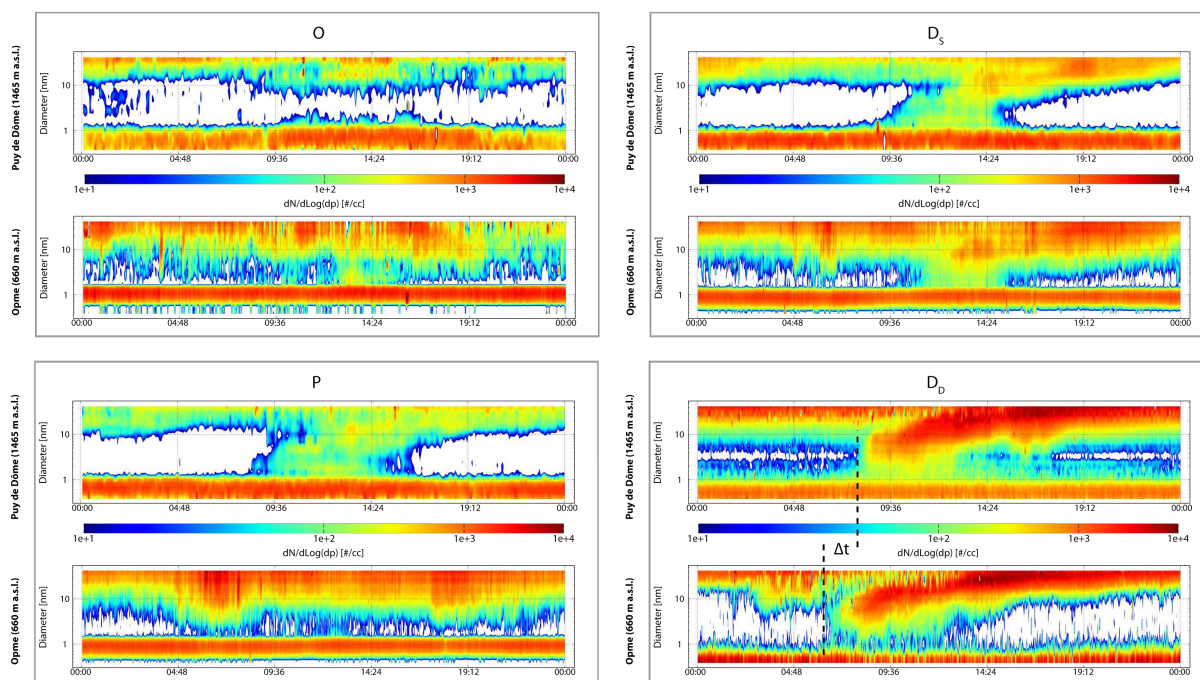 O
Puy de Dôme (1465 m a.s.l.)
Diameter [nm]
10
1
00:00 04:48 09:36 14:24 19:12 00:00
1e+1 1e+2 1e+3 1e+4
dN/dLog(dp) [#/cc]
Opme (660 m a.s.l.)
Diameter [nm]
10
1
00:00 04:48 09:36 14:24 19:12 00:00
D_S
Puy de Dôme (1465 m a.s.l.)
Diameter [nm]
10
1
00:00 04:48 09:36 14:24 19:12 00:00
1e+1 1e+2 1e+3 1e+4
dN/dLog(dp) [#/cc]
Opme (660 m a.s.l.)
Diameter [nm]
10
1
00:00 04:48 09:36 14:24 19:12 00:00
P
Puy de Dôme (1465 m a.s.l.)
Diameter [nm]
10
1
00:00 04:48 09:36 14:24 19:12 00:00
1e+1 1e+2 1e+3 1e+4
dN/dLog(dp) [#/cc]
Opme (660 m a.s.l.)
Diameter [nm]
10
1
00:00 04:48 09:36 14:24 19:12 00:00
D_D
Puy de Dôme (1465 m a.s.l.)
Diameter [nm]
10
1
00:00 04:48 09:36 14:24 19:12 00:00
1e+1 1e+2 1e+3 1e+4
dN/dLog(dp) [#/cc]
Δt
Opme (660 m a.s.l.)
Diameter [nm]
10
1
00:00 04:48 09:36 14:24 19:12 00:00